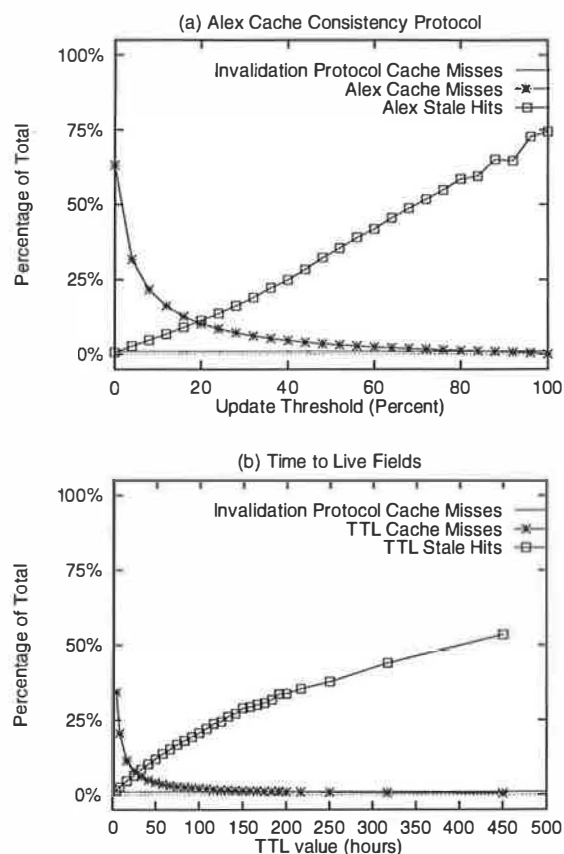 (a) Alex Cache Consistency Protocol
100%
75%
50%
25%
0%
Percentage of Total
Invalidation Protocol Cache Misses
Alex Cache Misses
Alex Stale Hits
0 20 40 60 80 100
Update Threshold (Percent)
(b) Time to Live Fields
100%
75%
50%
25%
0%
Percentage of Total
Invalidation Protocol Cache Misses
TTL Cache Misses
TTL Stale Hits
0 50 100 150 200 250 300 350 400 450 500
TTL value (hours)